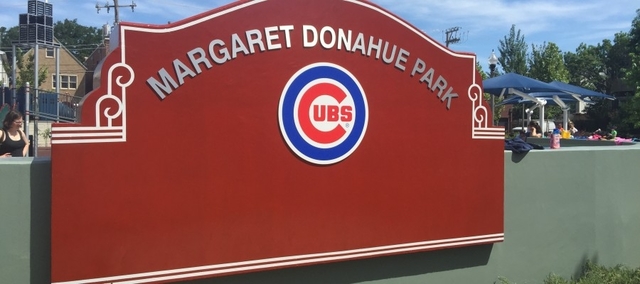 MARGARET DONAHUE PARK
CUBS
®